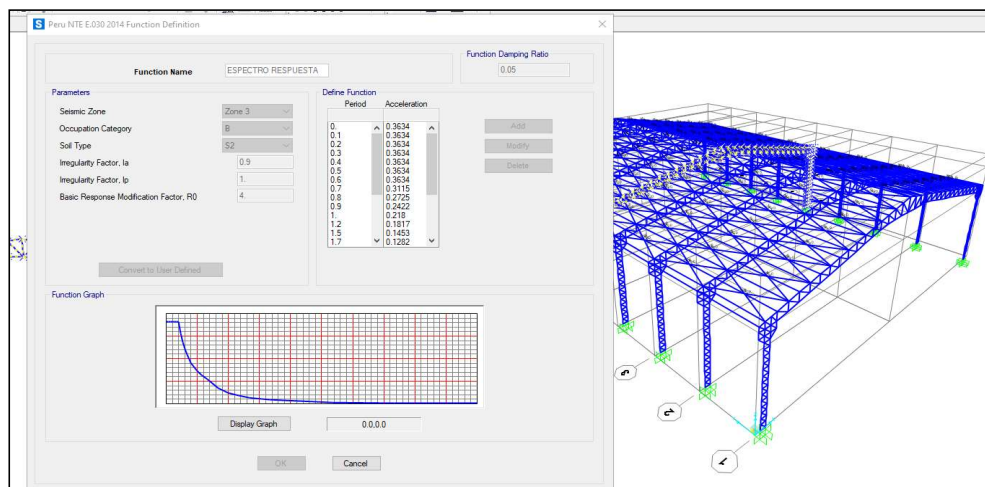 Peru NTE E.030 2014 Function Definition
Function Damping Ratio
Function Name ESPECTRO RESPUESTA 0.05
Parameters Define Function
Period Acceleration
Seismic Zone Zone 3
Occupation Category B
Soil Type S2
Irregularity Factor, Ia 0.9
Irregularity Factor, Ip 1.
Basic Response Modification Factor, R0 4.
0. 0.3634
0.1 0.3634
0.2 0.3634
0.3 0.3634
0.4 0.3634
0.5 0.3634
0.6 0.3634
0.7 0.3115
0.8 0.2725
0.9 0.2422
1. 0.218
1.2 0.1817
1.5 0.1453
1.7 0.1282
Add
Modify
Delete
Convert to User Defined
Function Graph
Display Graph 0.0,0.0
OK Cancel